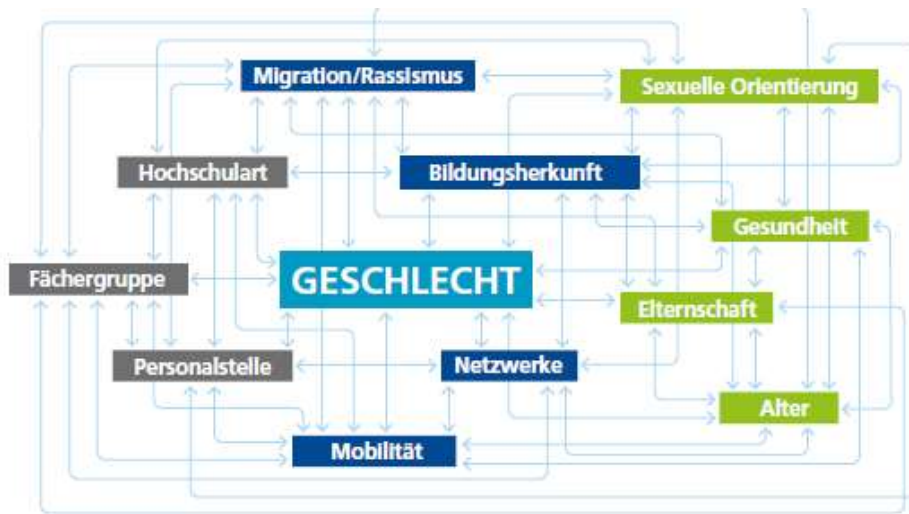 Migration/Rassismus
Sexuelle Orientierung
Hochschulart
Bildungsherkunft
Gesundheit
Fächergruppe
GESCHLECHT
Elternschaft
Personalstelle
Netzwerke
Alter
Mobilität